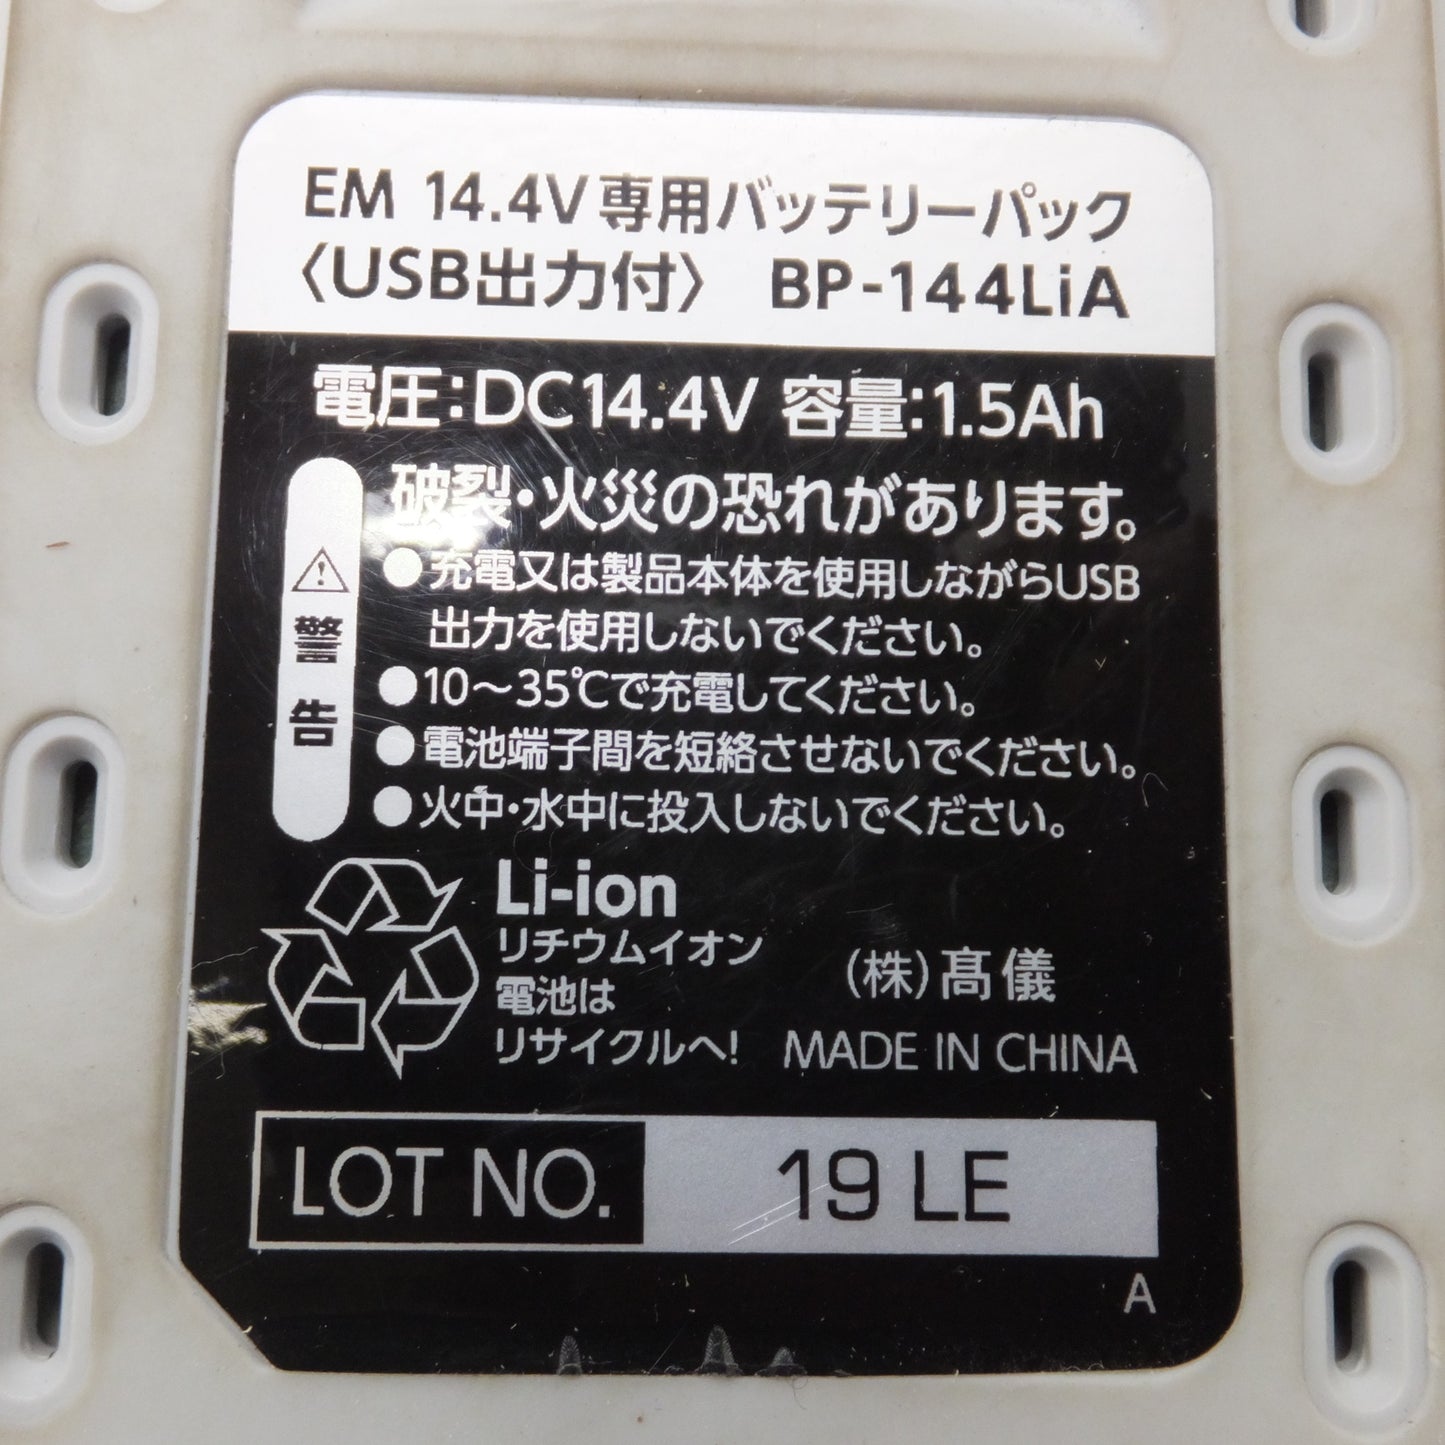 EM 14.4V専用バッテリーパック
〈USB出力付〉 BP-144LiA
電圧:DC14.4V 容量:1.5Ah
警告
破裂・火災の恐れがあります。
●充電又は製品本体を使用しながらUSB
出力を使用しないでください。
●10～35℃で充電してください。
●電池端子間を短絡させないでください。
●火中・水中に投入しないでください。
Li-ion
リチウムイオン
電池は
リサイクルへ!
(株)髙儀
MADE IN CHINA
LOT NO. 19 LE
A